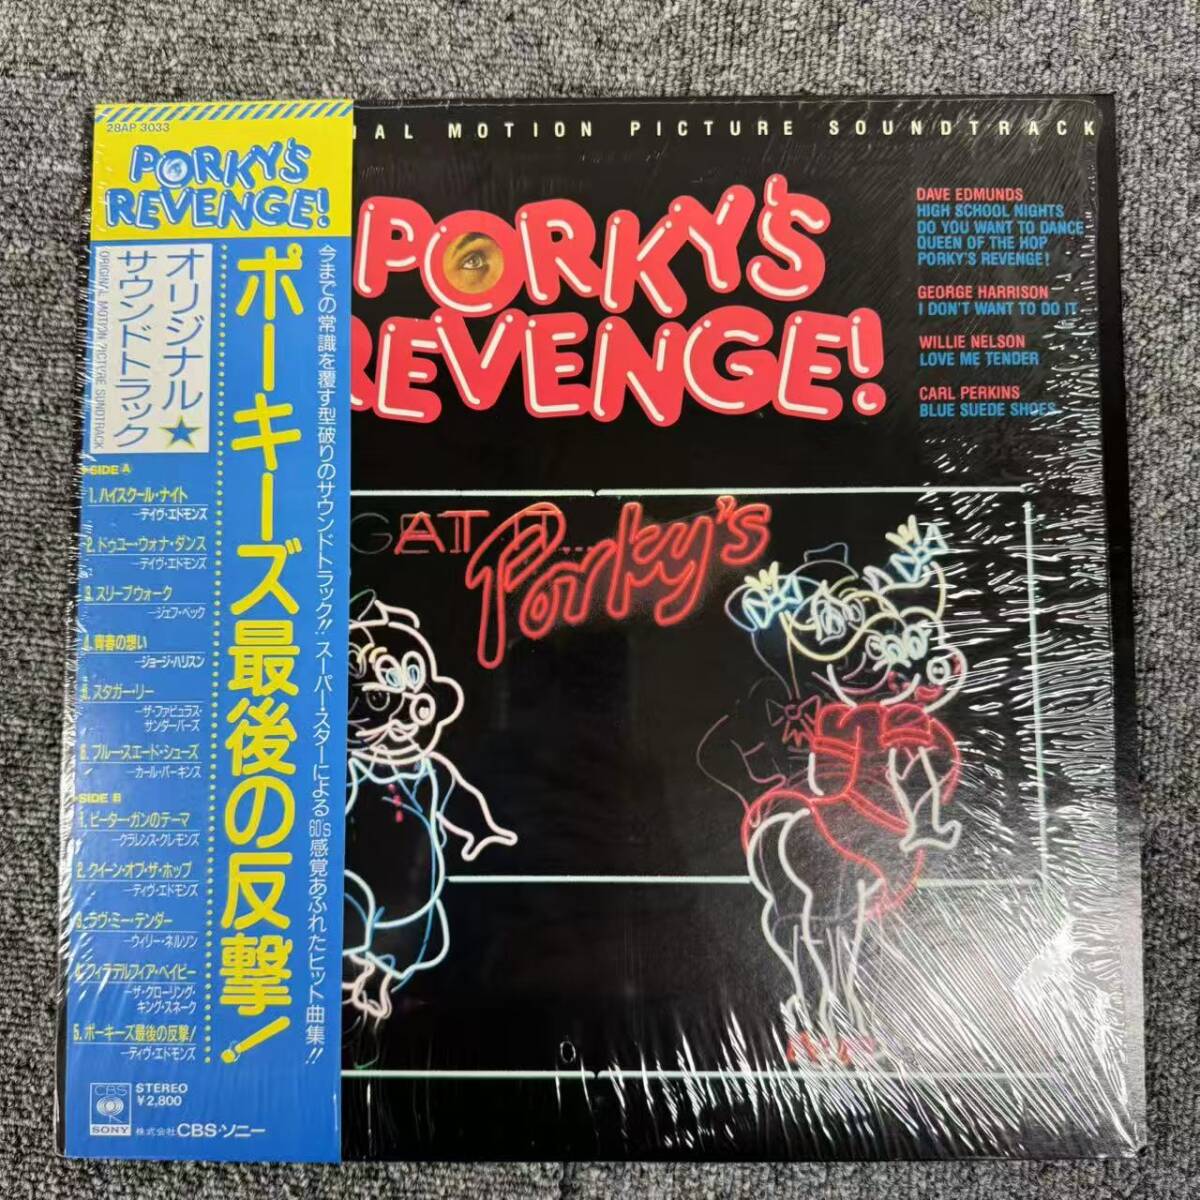 28AP 3033
PORKY'S
REVENGE!
オリジナル★
サウンドトラック
(ORIGINAL MOTION PICTVRE SUNDTRACK
ポーキーズ最後の反撃!
今までの常識を覆す型破りのサウンドトラック!! スーパー・スターによる60's感覚あふれたヒット曲集!!
SIDE A
1. ハイスクール・ナイト
—デイヴ・エドモンズ
2. ドゥユー・ウォナ・ダンス
—デイヴ・エドモンズ
3. スリープウォーク
—ジェフ・ベック
4. 青春の想い
—ジョージ・ハリスン
5. スタガー・リー
—ザ・ファビュラス・
サンダーバーズ
6. ブルー・スエード・シューズ
—カール・パーキンス
SIDE B
1. ピーター・ガンのテーマ
—クラレンス・クレモンズ
2. クイーン・オブ・ザ・ホップ
—デイヴ・エドモンズ
3. ラヴ・ミー・テンダー
—ウィリー・ネルソン
4. フィラデルフィア・ベイビー
—ザ・クローリング・
キング・スネーク
5. ポーキーズ最後の反撃!
—デイヴ・エドモンズ
CBS
SONY
STEREO
¥2,800
株式会社 CBS・ソニー
NAL MOTION PICTURE SOUNDTRACK
PORKY'S
REVENGE!
DAVE EDMUNDS
HIGH SCHOOL NIGHTS
DO YOU WANT TO DANCE
QUEEN OF THE HOP
PORKY'S REVENGE!
GEORGE HARRISON
I DON'T WANT TO DO IT
WILLIE NELSON
LOVE ME TENDER
CARL PERKINS
BLUE SUEDE SHOES
Porky's